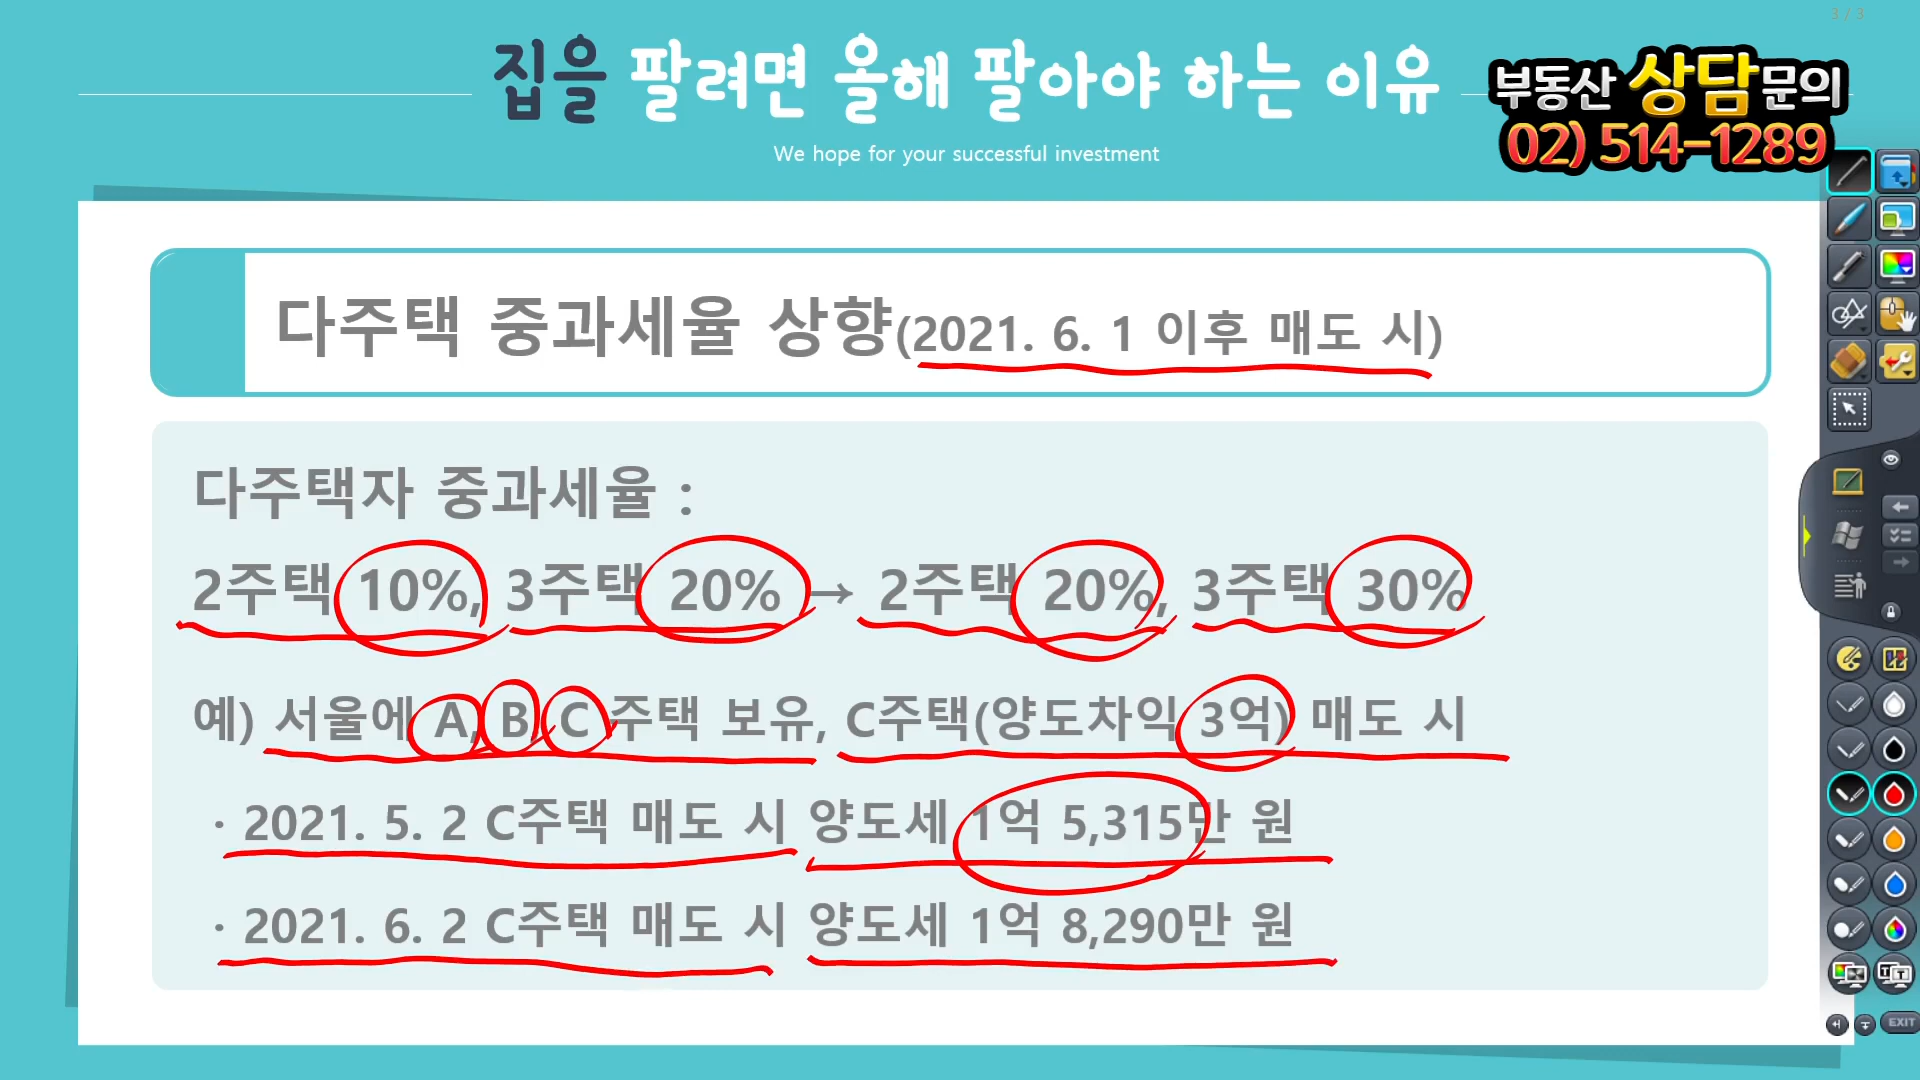 3 / 3
집을 팔려면 올해 팔아야 하는 이유
부동산 상담문의
02) 514-1289
We hope for your successful investment
다주택 중과세율 상향(2021. 6. 1 이후 매도 시)
다주택자 중과세율 :
2주택 10%, 3주택 20% → 2주택 20%, 3주택 30%
예) 서울에 A, B, C 주택 보유, C주택(양도차익 3억) 매도 시
· 2021. 5. 2 C주택 매도 시 양도세 1억 5,315만 원
· 2021. 6. 2 C주택 매도 시 양도세 1억 8,290만 원
EXIT